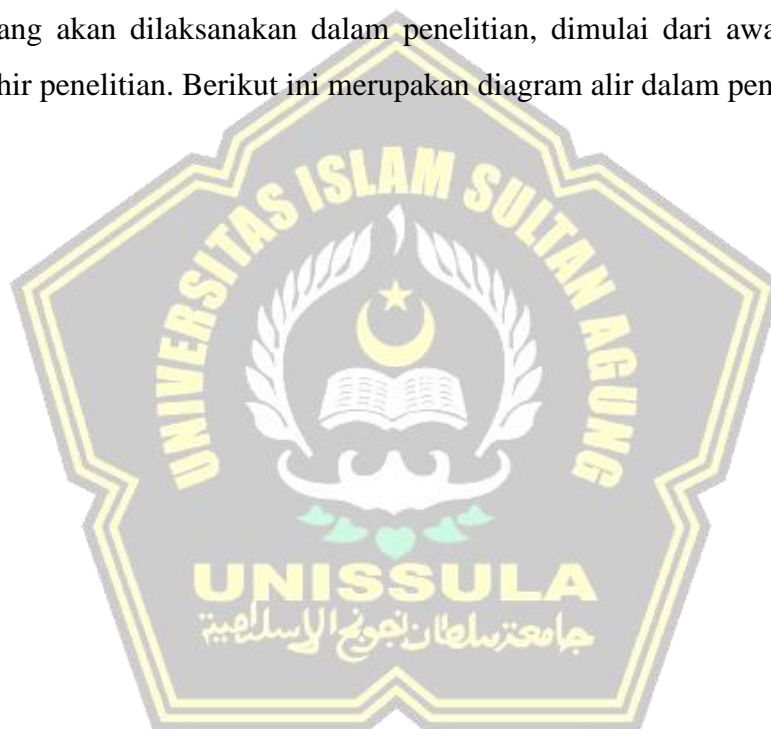 ang akan dilaksanakan dalam penelitian, dimulai dari awa
hir penelitian. Berikut ini merupakan diagram alir dalam pen
UNIVERSITAS ISLAM SULTAN AGUNG
UNISSULA
جامعة سلطان أجونج الإسلامية